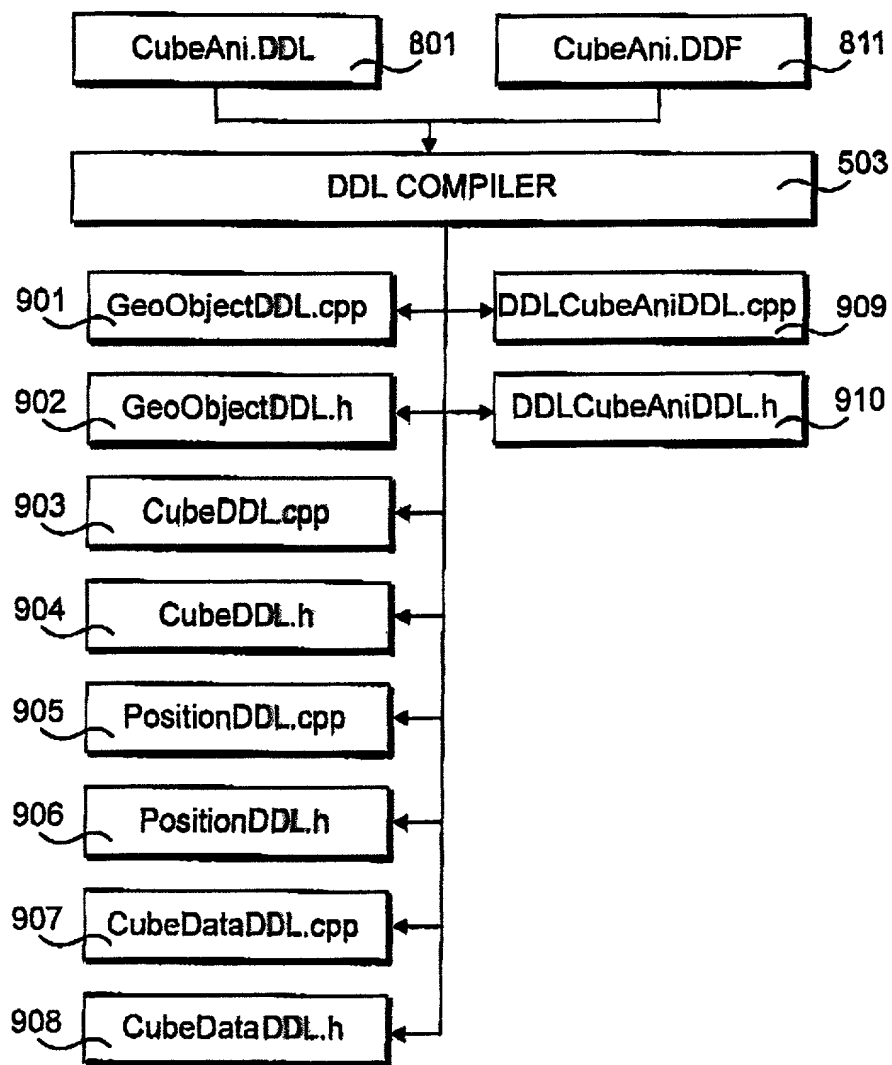 CubeAni.DDL 801 CubeAni.DDF 811
DDL COMPILER 503
901 GeoObjectDDL.cpp DDLCubeAniDDL.cpp 909
902 GeoObjectDDL.h DDLCubeAniDDL.h 910
903 CubeDDL.cpp
904 CubeDDL.h
905 PositionDDL.cpp
906 PositionDDL.h
907 CubeDataDDL.cpp
908 CubeDataDDL.h